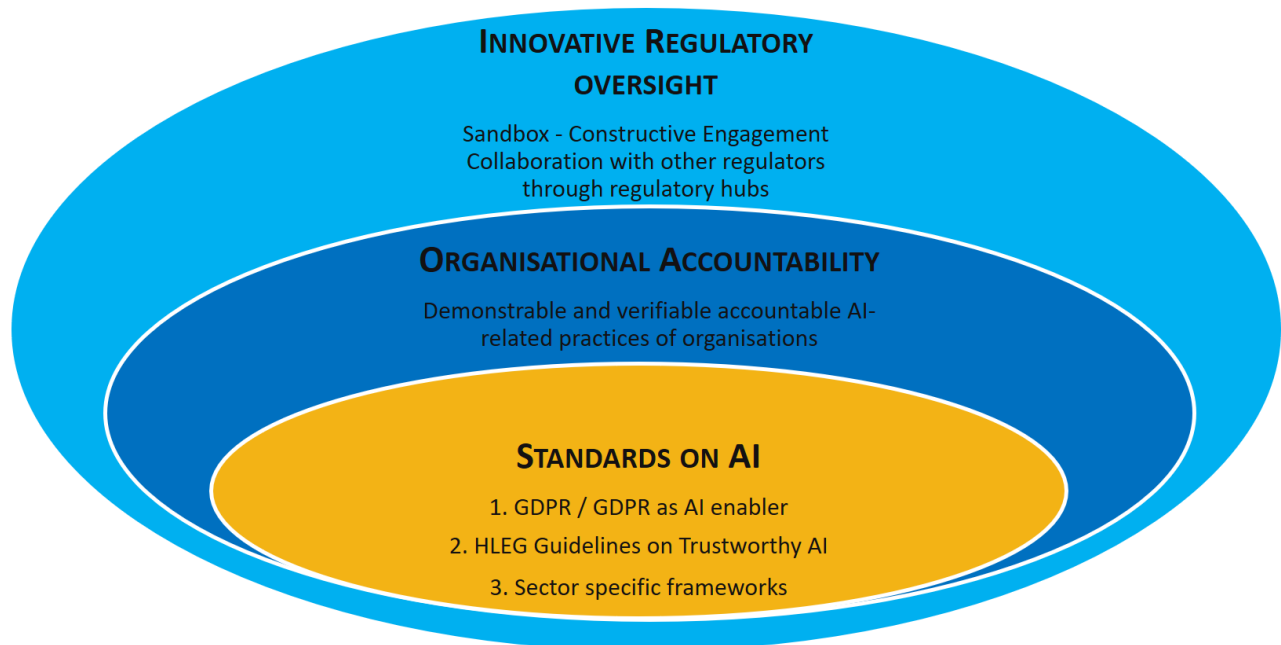 INNOVATIVE REGULATORY
OVERSIGHT
Sandbox - Constructive Engagement
Collaboration with other regulators
through regulatory hubs
ORGANISATIONAL ACCOUNTABILITY
Demonstrable and verifiable accountable AI-
related practices of organisations
STANDARDS ON AI
1. GDPR / GDPR as AI enabler
2. HLEG Guidelines on Trustworthy AI
3. Sector specific frameworks